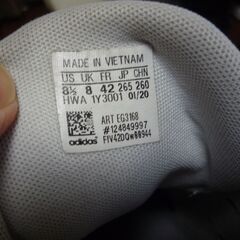 MADE IN VIETNAM
US UK FR JP CHN
8½ 8 42 265 260
HWA 1Y3001 01/20
ART EG3168
#124849997
adidas